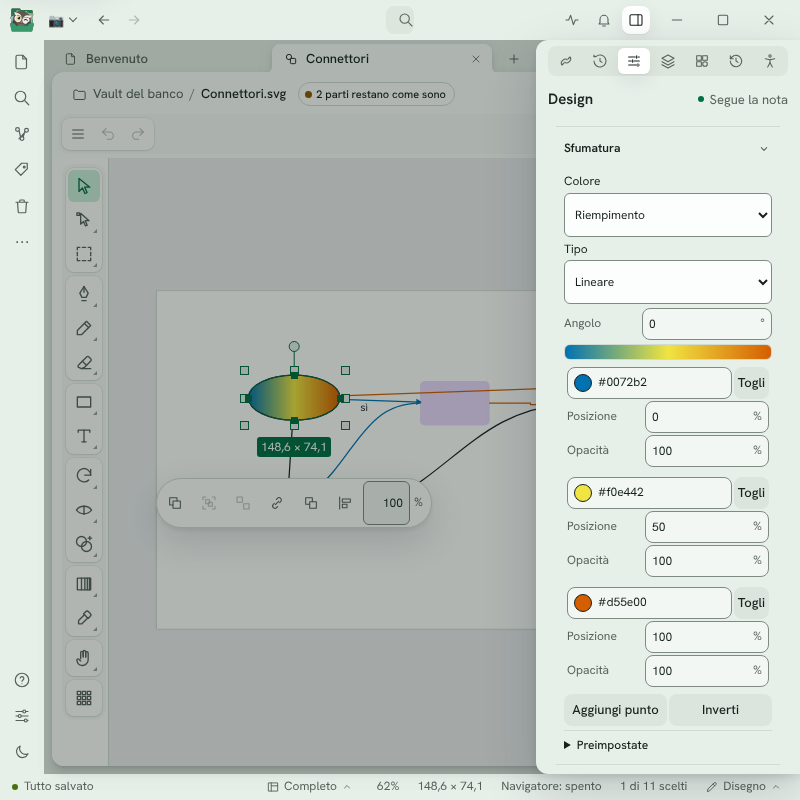 Benvenuto
Connettori
Vault del banco / Connettori.svg
2 parti restano come sono
sì
148,6 × 74,1
100 %
Design
Segue la nota
Sfumatura
Colore
Riempimento
Tipo
Lineare
Angolo 0 °
#0072b2 Togli
Posizione 0 %
Opacità 100 %
#f0e442 Togli
Posizione 50 %
Opacità 100 %
#d55e00 Togli
Posizione 100 %
Opacità 100 %
Aggiungi punto Inverti
Preimpostate
Tutto salvato Completo 62% 148,6 × 74,1 Navigatore: spento 1 di 11 scelti Disegno